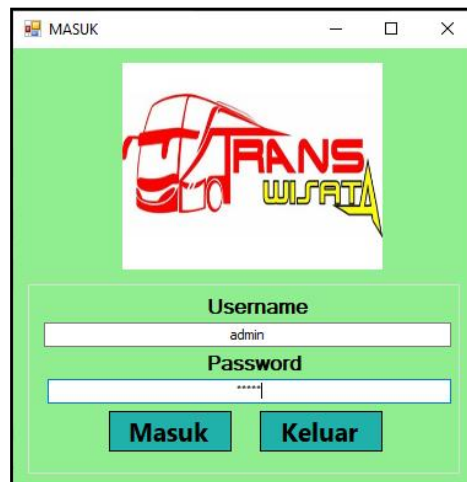 MASUK
TRANS
WISATA
Username
admin
Password
*****
Masuk Keluar